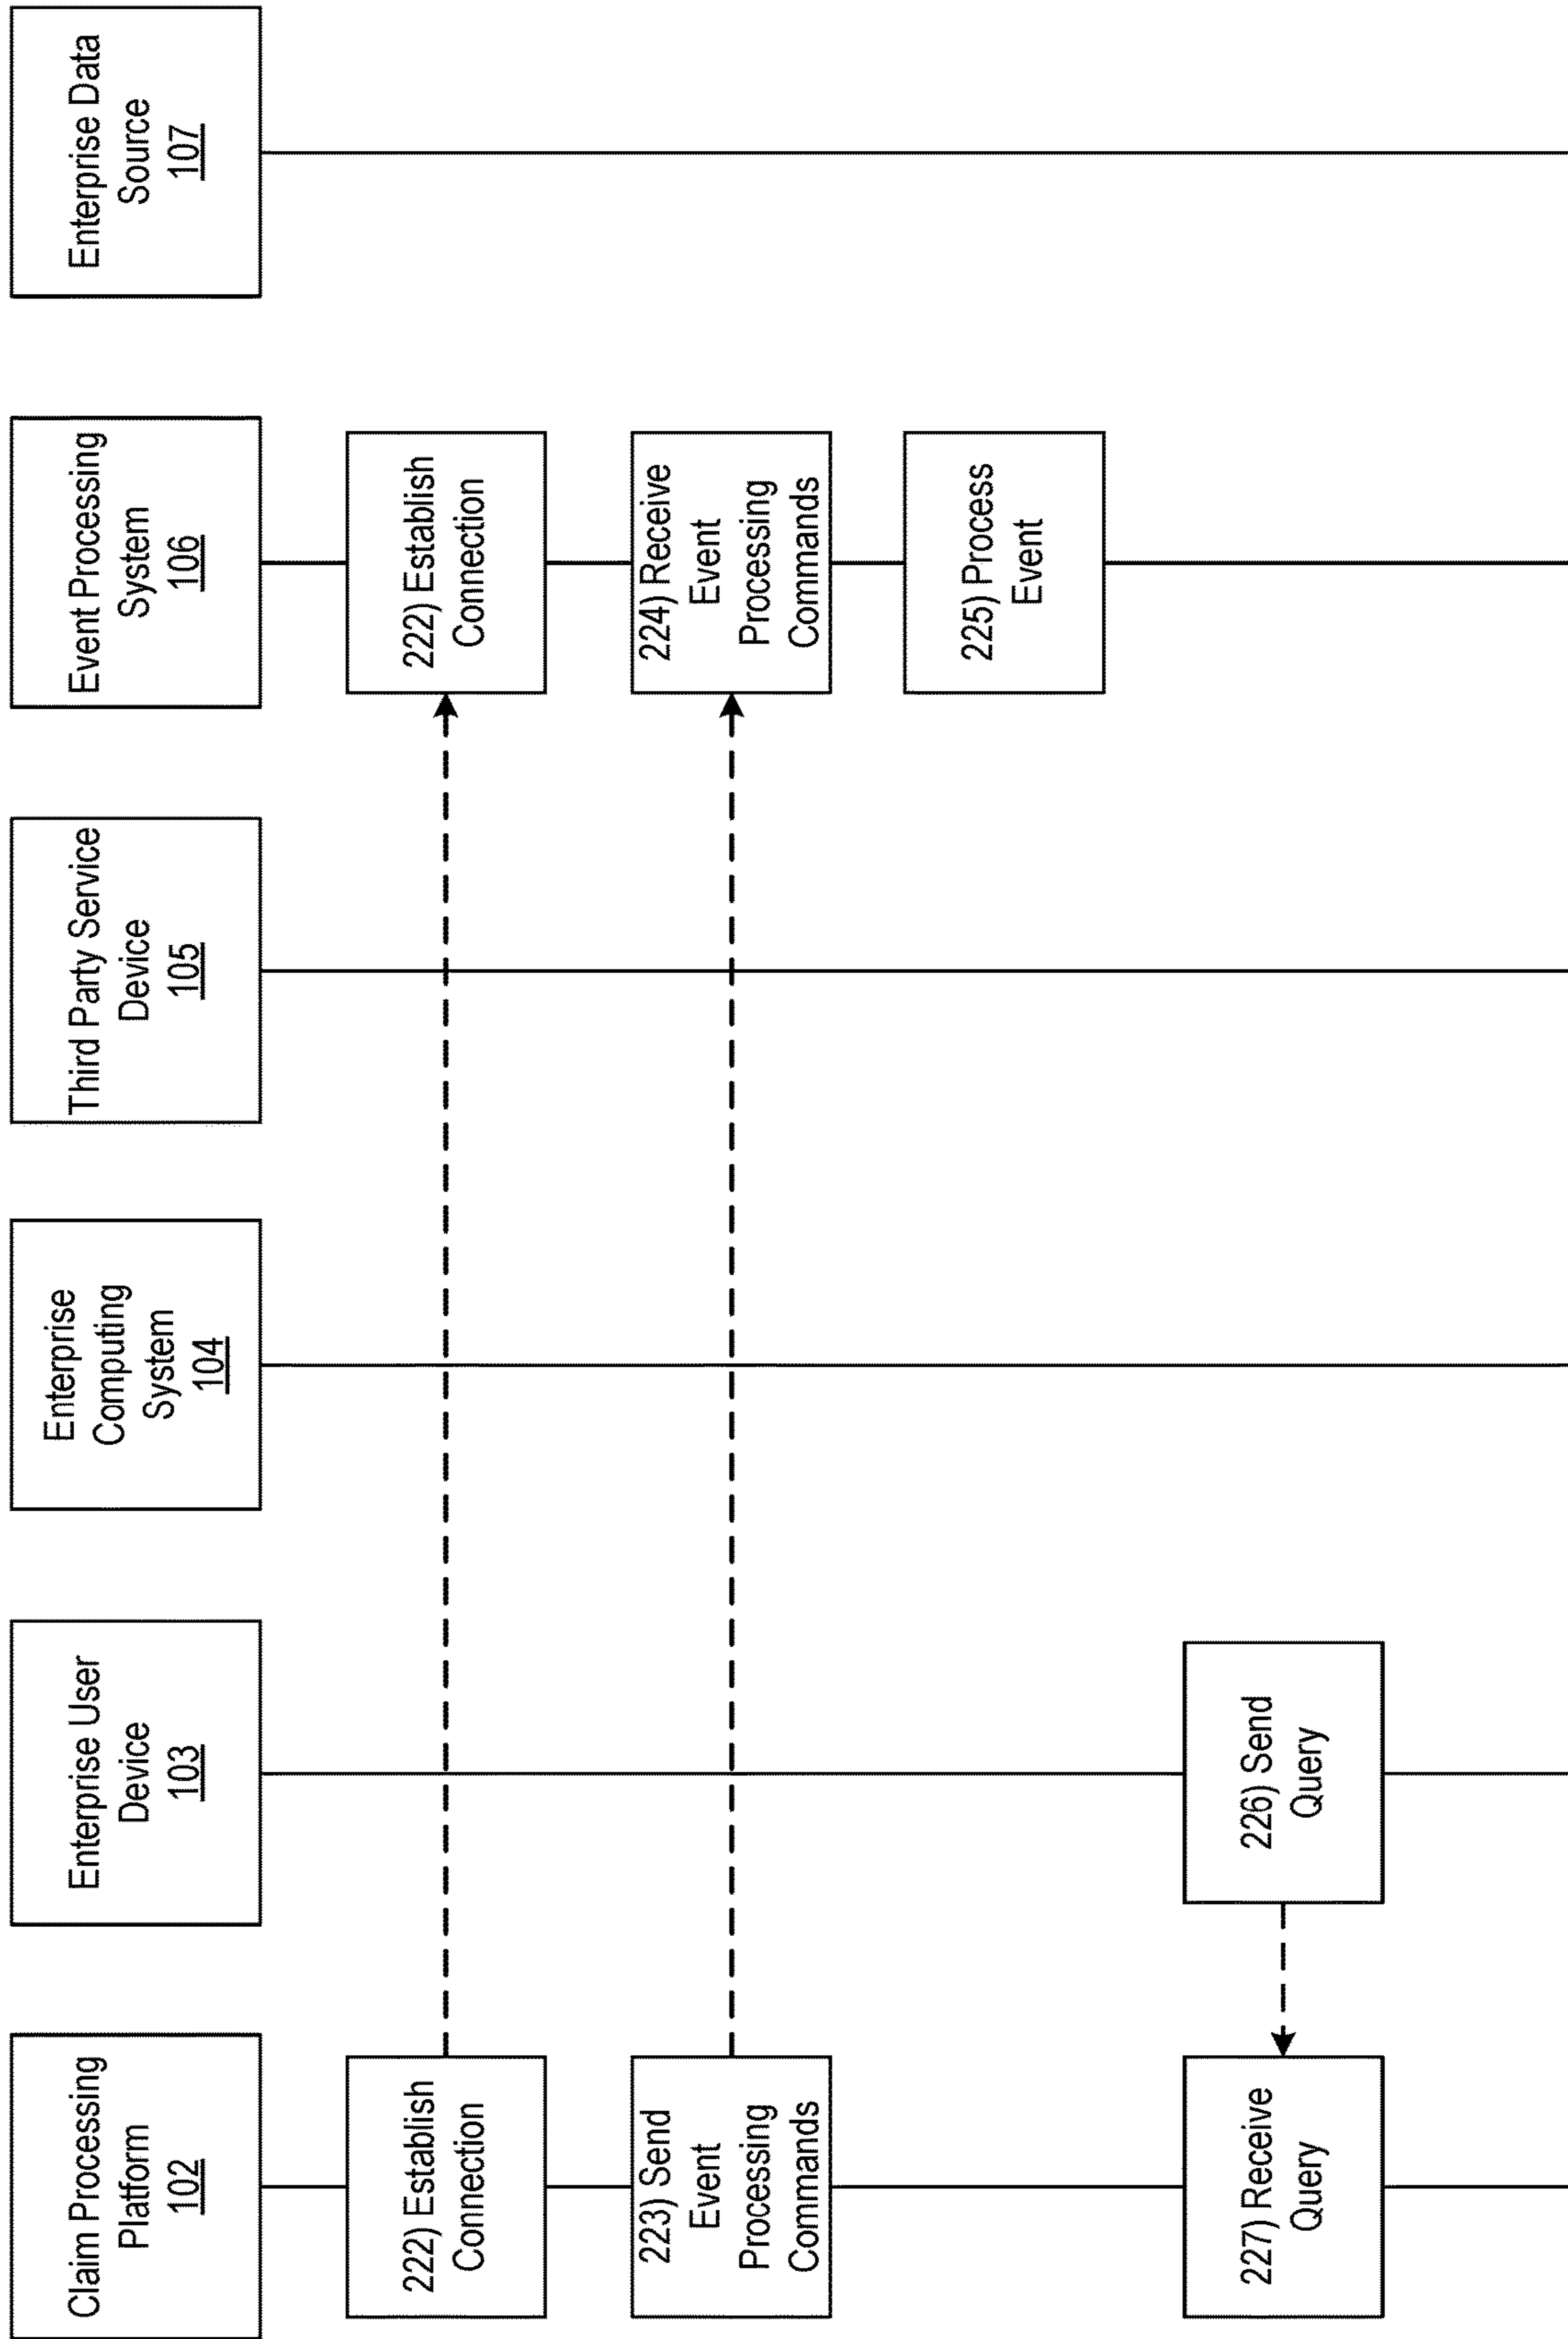 Claim Processing
Platform
102
Enterprise User
Device
103
Enterprise
Computing
System
104
Third Party Service
Device
105
Event Processing
System
106
Enterprise Data
Source
107
222) Establish
Connection
222) Establish
Connection
223) Send
Event
Processing
Commands
224) Receive
Event
Processing
Commands
225) Process
Event
227) Receive
Query
226) Send
Query